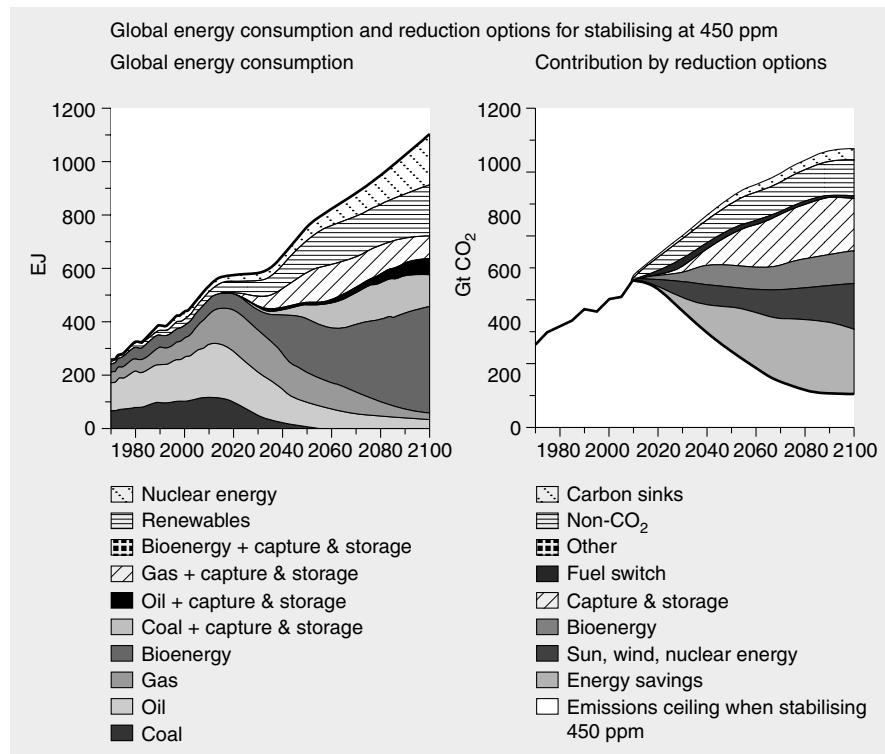 Global energy consumption and reduction options for stabilising at 450 ppm
Global energy consumption
1200
1000
800
600
400
200
0
EJ
1980 2000 2020 2040 2060 2080 2100
Nuclear energy
Renewables
Bioenergy + capture & storage
Gas + capture & storage
Oil + capture & storage
Coal + capture & storage
Bioenergy
Gas
Oil
Coal
Contribution by reduction options
1200
1000
800
600
400
200
0
Gt CO₂
1980 2000 2020 2040 2060 2080 2100
Carbon sinks
Non-CO₂
Other
Fuel switch
Capture & storage
Bioenergy
Sun, wind, nuclear energy
Energy savings
Emissions ceiling when stabilising
450 ppm